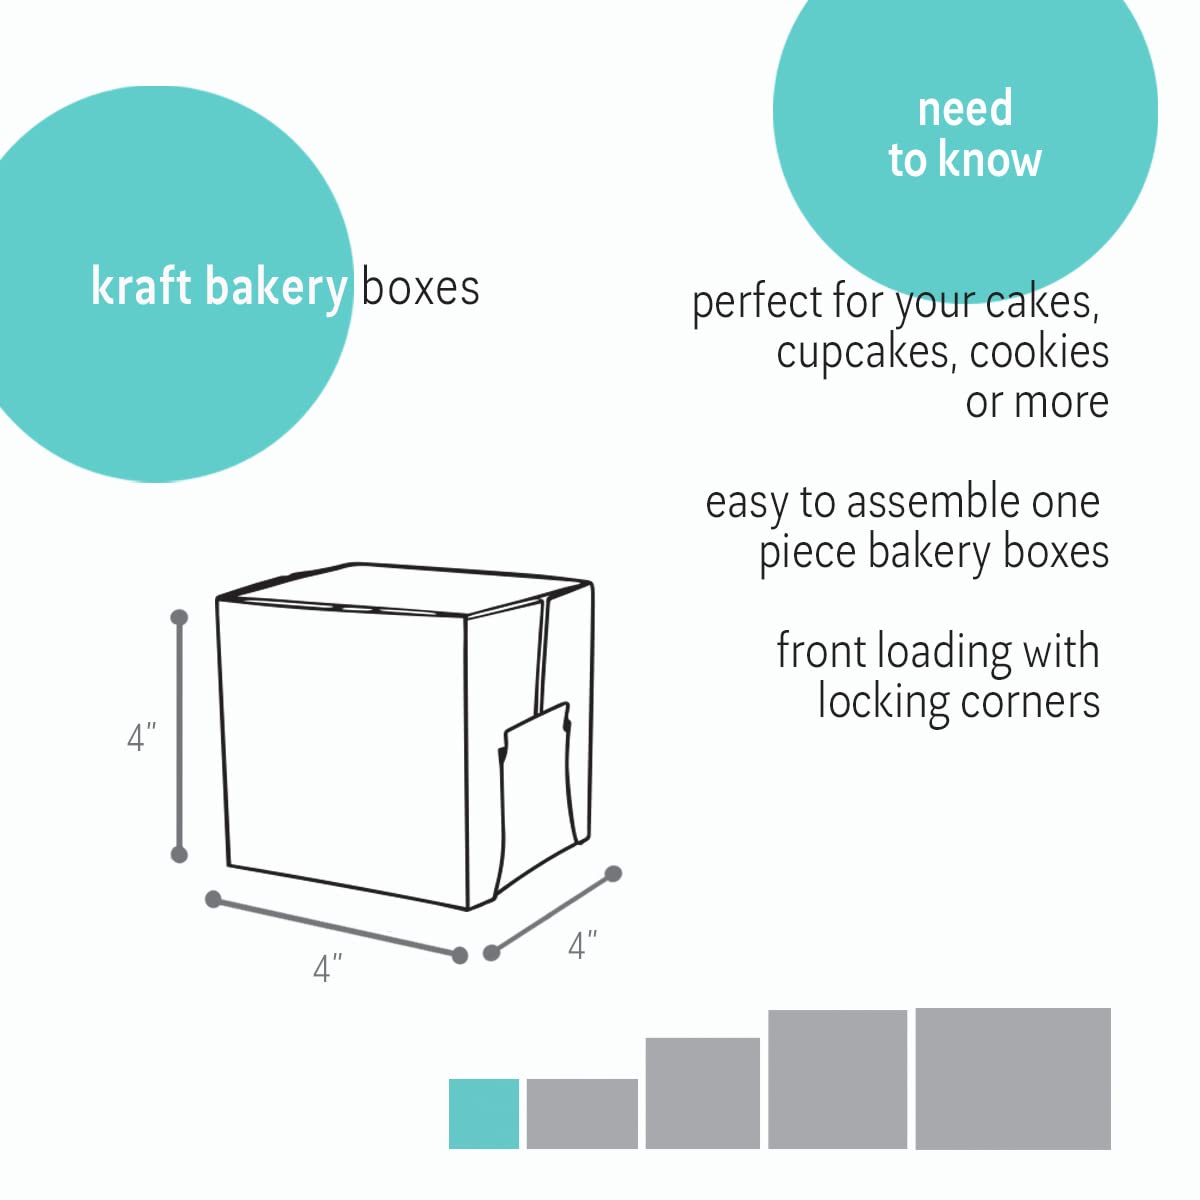 need
to know
kraft bakery boxes
perfect for your cakes,
cupcakes, cookies
or more
easy to assemble one
piece bakery boxes
front loading with
locking corners
4"
4"
4"